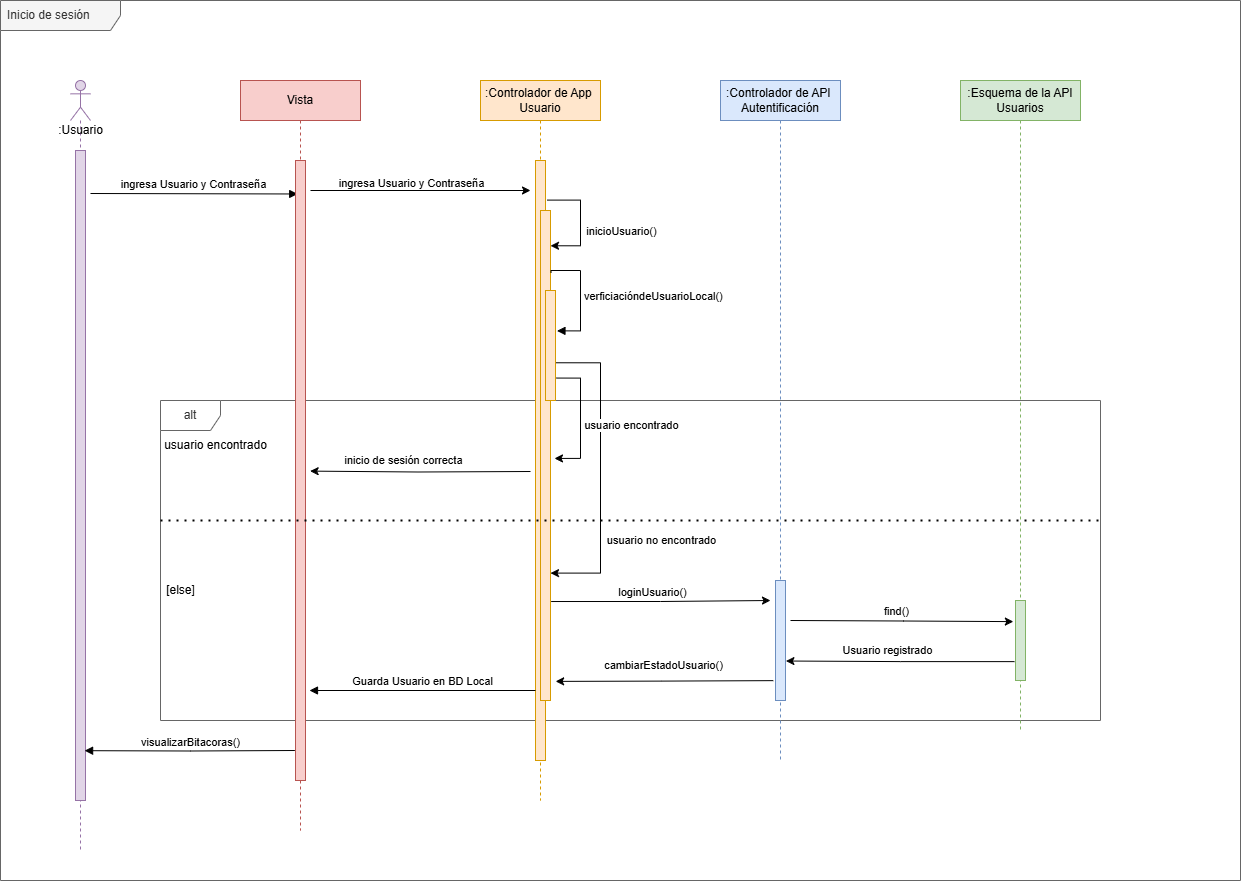 Inicio de sesión
:Usuario
Vista
:Controlador de App
Usuario
:Controlador de API
Autentificación
:Esquema de la API
Usuarios
ingresa Usuario y Contraseña
ingresa Usuario y Contraseña
inicioUsuario()
verficiacióndeUsuarioLocal()
alt
usuario encontrado
usuario encontrado
inicio de sesión correcta
usuario no encontrado
[else]
loginUsuario()
find()
Usuario registrado
cambiarEstadoUsuario()
Guarda Usuario en BD Local
visualizarBitacoras()